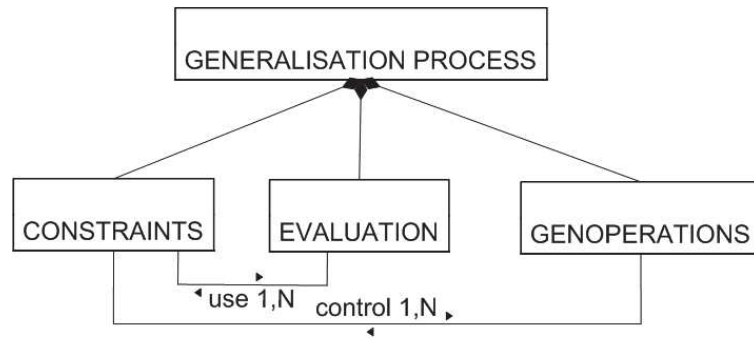 GENERALISATION PROCESS
CONSTRAINTS
EVALUATION
GENOPERATIONS
use 1,N
control 1,N